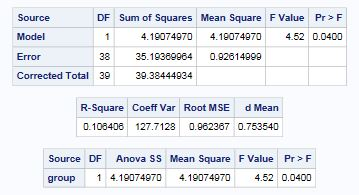 Source DF Sum of Squares Mean Square F Value Pr > F
Model 1 4.19074970 4.19074970 4.52 0.0400
Error 38 35.19369964 0.92614999
Corrected Total 39 39.38444934
R-Square Coeff Var Root MSE d Mean
0.106406 127.7128 0.962367 0.753540
Source DF Anova SS Mean Square F Value Pr > F
group 1 4.19074970 4.19074970 4.52 0.0400